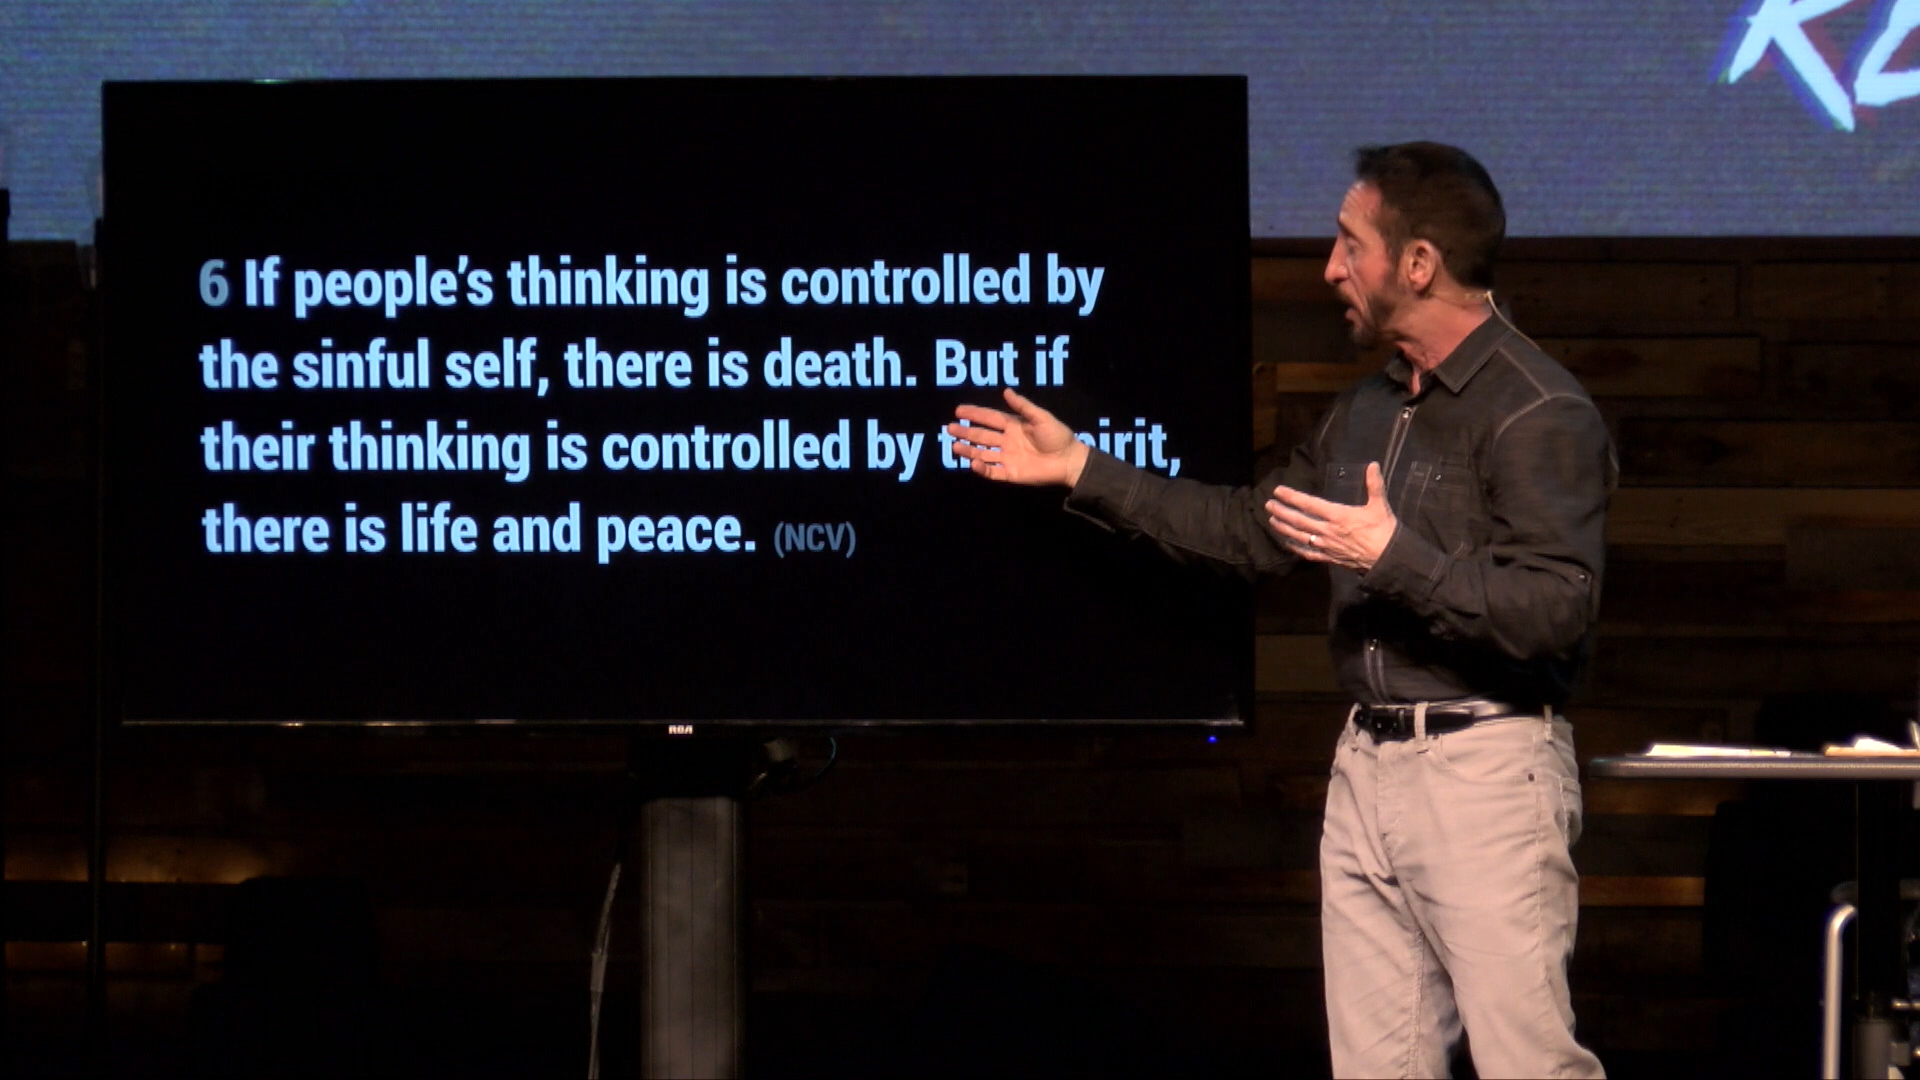 6 If people's thinking is controlled by
the sinful self, there is death. But if
their thinking is controlled by
there is life and peace. (NCV)
RCA